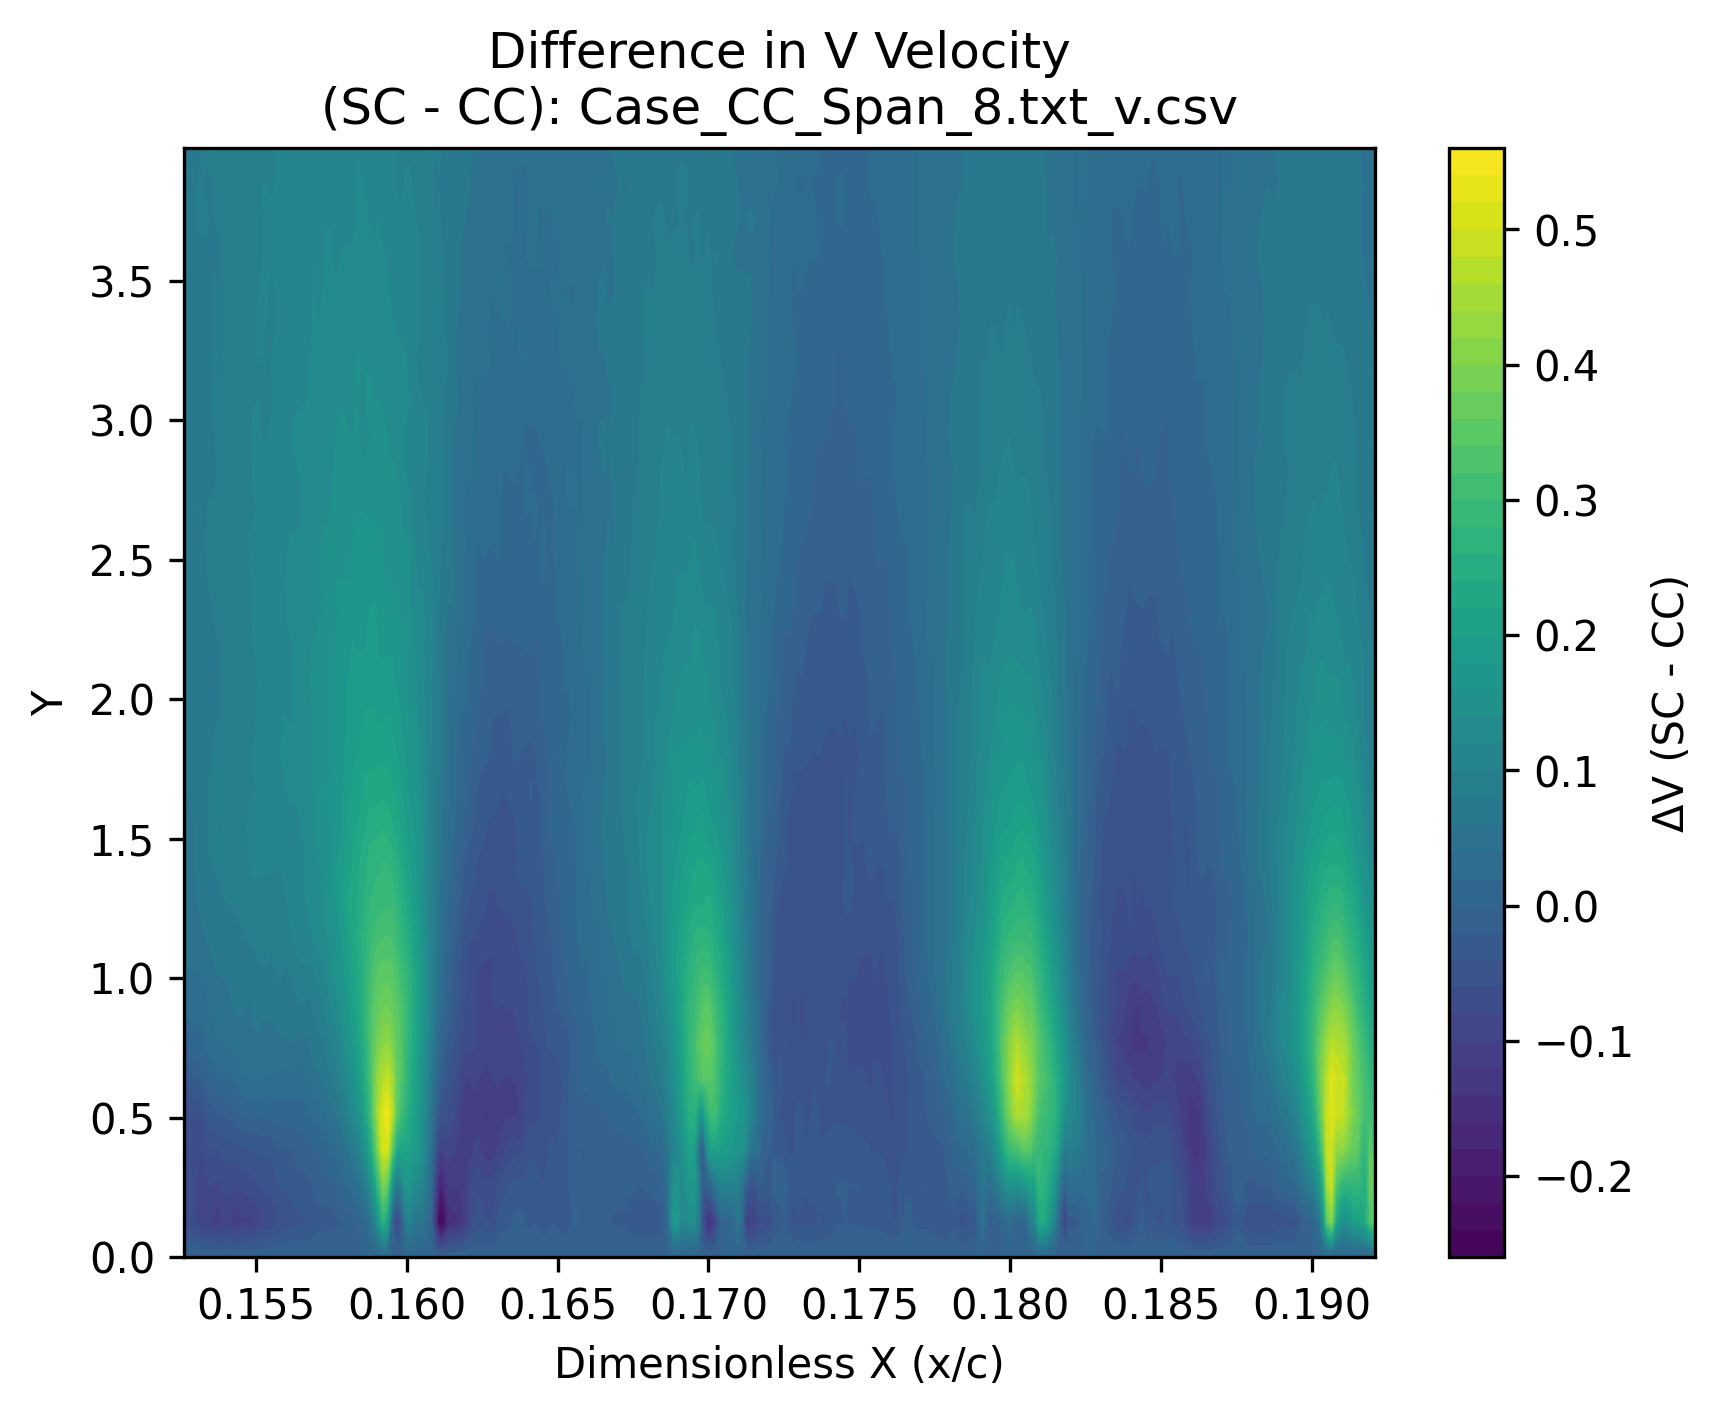 Difference in V Velocity
(SC - CC): Case_CC_Span_8.txt_v.csv
3.5
3.0
2.5
2.0
1.5
1.0
0.5
0.0
Y
0.155 0.160 0.165 0.170 0.175 0.180 0.185 0.190
Dimensionless X (x/c)
0.5
0.4
0.3
0.2
0.1
0.0
−0.1
−0.2
ΔV (SC - CC)